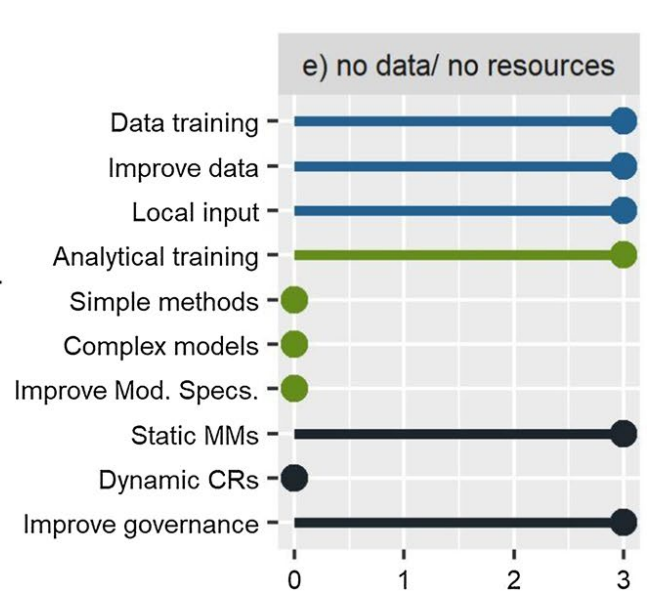 e) no data/ no resources
Data training
Improve data
Local input
Analytical training
Simple methods
Complex models
Improve Mod. Specs.
Static MMs
Dynamic CRs
Improve governance
0 1 2 3